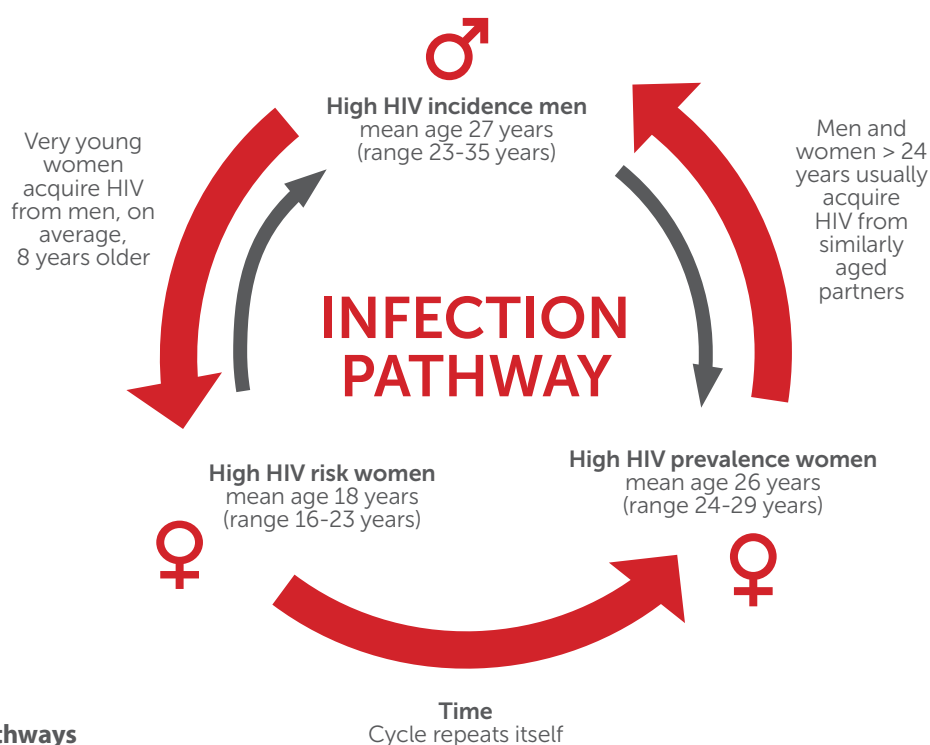 High HIV incidence men
mean age 27 years
(range 23-35 years)
Very young
women
acquire HIV
from men, on
average,
8 years older
Men and
women > 24
years usually
acquire
HIV from
similarly
aged
partners
INFECTION
PATHWAY
High HIV risk women
mean age 18 years
(range 16-23 years)
High HIV prevalence women
mean age 26 years
(range 24-29 years)
Time
Cycle repeats itself